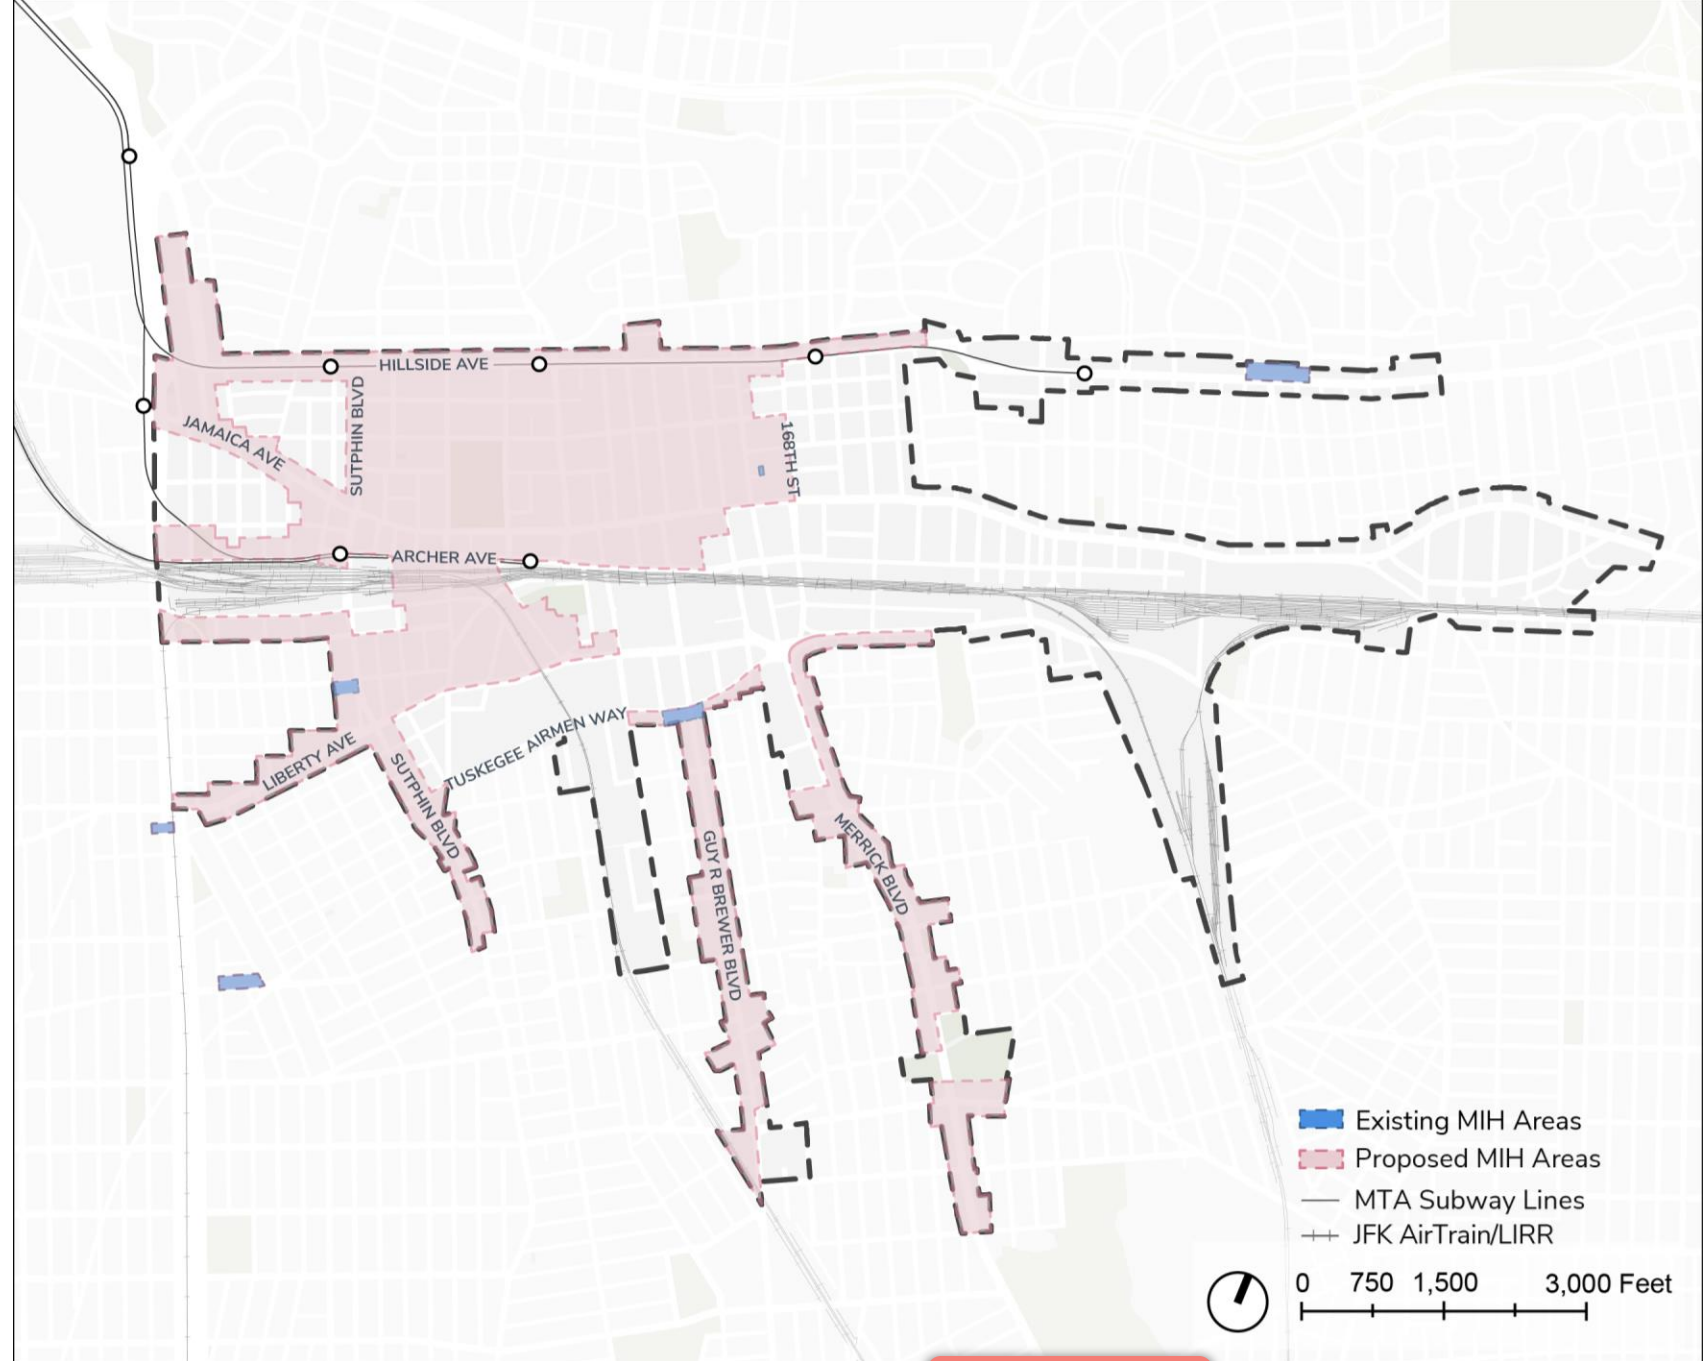 HILLSIDE AVE
SUTPHIN BLVD
JAMAICA AVE
168TH ST
ARCHER AVE
TUSKEGEE AIRMEN WAY
LIBERTY AVE
SUTPHIN BLVD
GUY R BREWER BLVD
MERRICK BLVD
Existing MIH Areas
Proposed MIH Areas
MTA Subway Lines
JFK AirTrain/LIRR
0 750 1,500 3,000 Feet